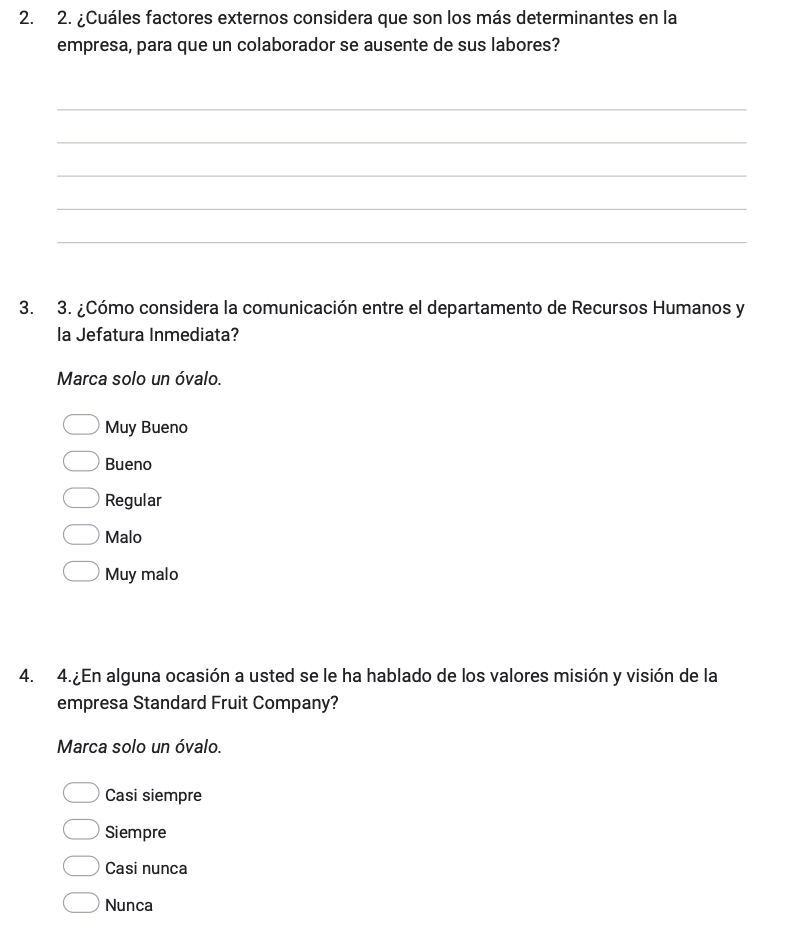 2. 2. ¿Cuáles factores externos considera que son los más determinantes en la
empresa, para que un colaborador se ausente de sus labores?
3. 3. ¿Cómo considera la comunicación entre el departamento de Recursos Humanos y
la Jefatura Inmediata?
Marca solo un óvalo.
Muy Bueno
Bueno
Regular
Malo
Muy malo
4. 4.¿En alguna ocasión a usted se le ha hablado de los valores misión y visión de la
empresa Standard Fruit Company?
Marca solo un óvalo.
Casi siempre
Siempre
Casi nunca
Nunca